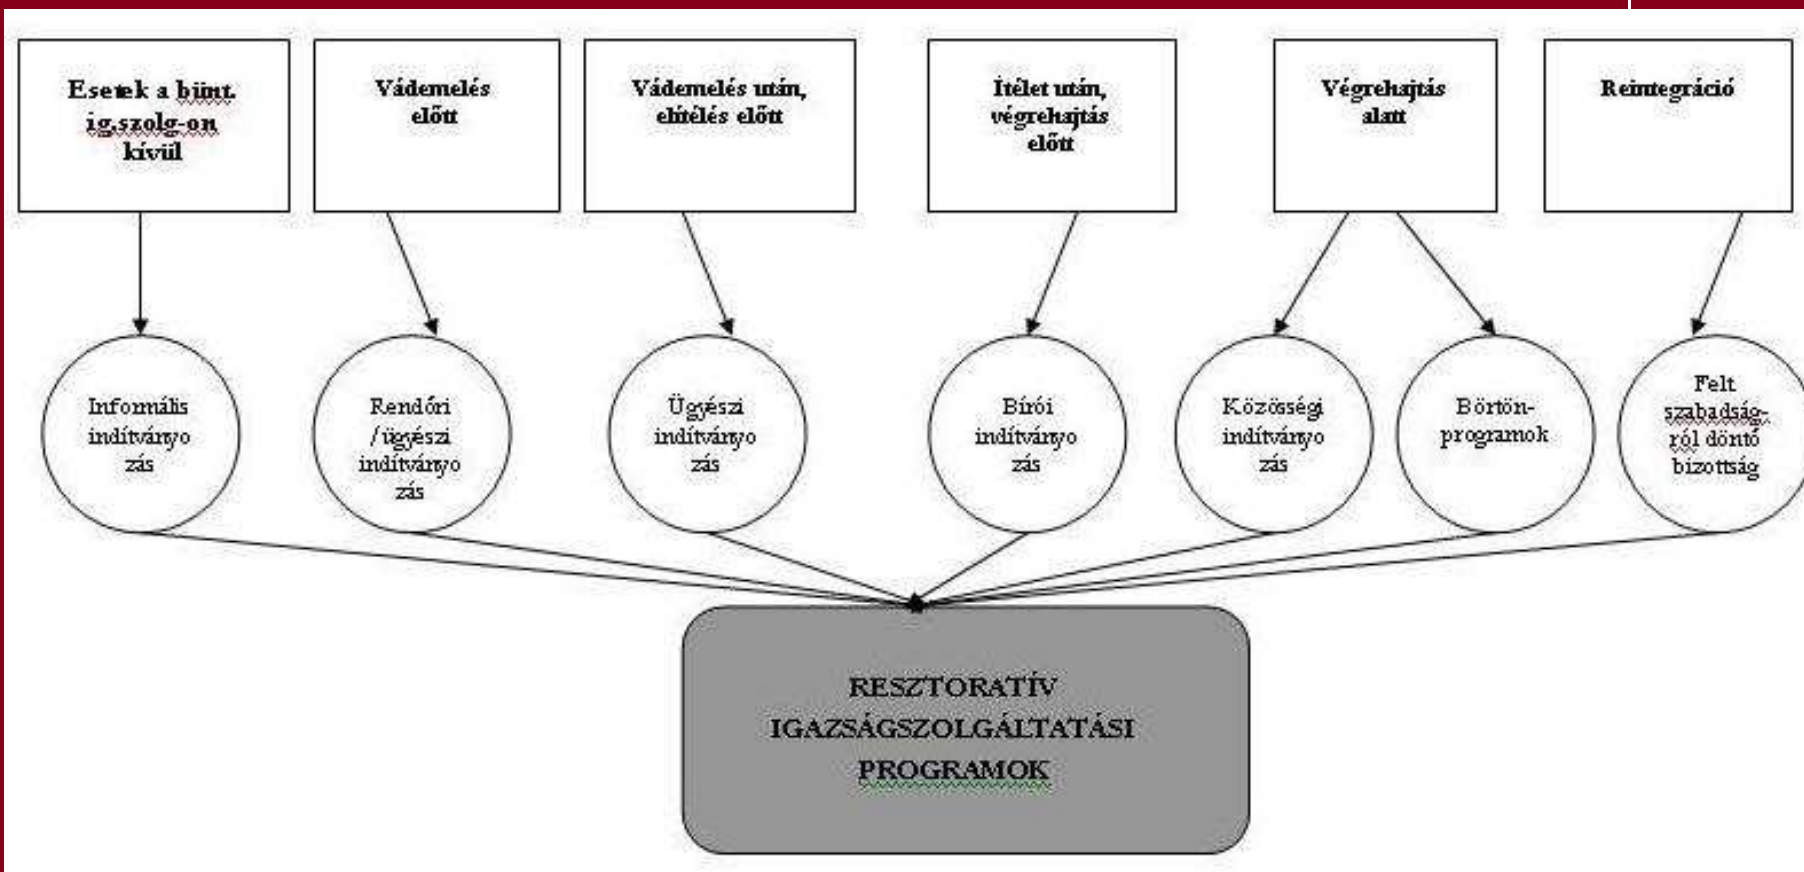 Esetek a bünt.
ig.szolg-on
kívül
Vádemelés
előtt
Vádemelés után,
elítélés előtt
Ítélet után,
végrehajtás
előtt
Végrehajtás
alatt
Reintegráció
Informális
indítványo
zás
Rendőri
/ügyészi
indítványo
zás
Ügyészi
indítványo
zás
Bírói
indítványo
zás
Közösségi
indítványo
zás
Börtön-
programok
Felt
szabadság-
ról döntő
bizottság
RESZTORATÍV
IGAZSÁGSZOLGÁLTATÁSI
PROGRAMOK